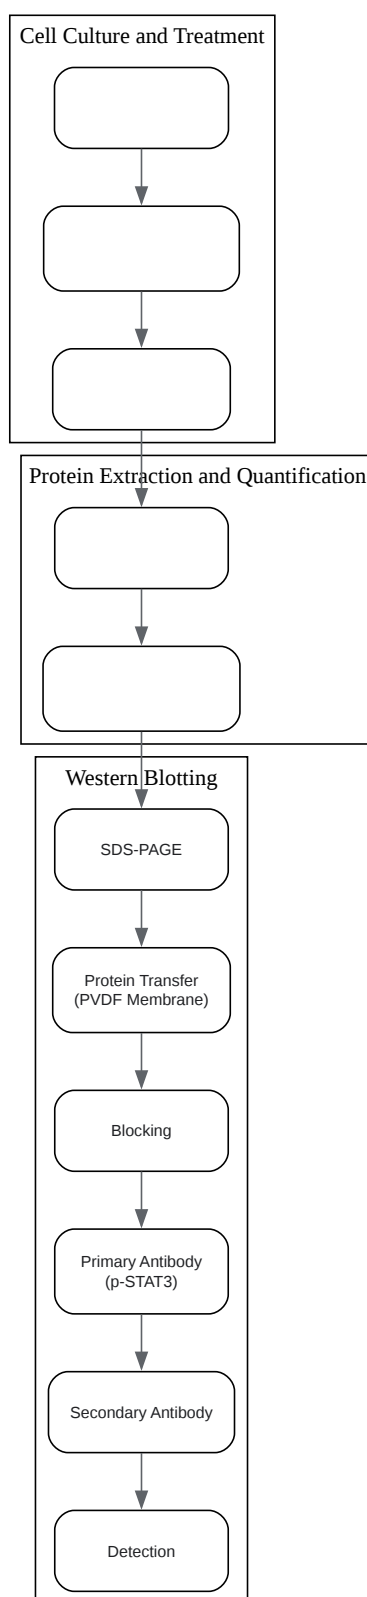 Cell Culture and Treatment
Protein Extraction and Quantification
Western Blotting
SDS-PAGE
Protein Transfer
(PVDF Membrane)
Blocking
Primary Antibody
(p-STAT3)
Secondary Antibody
Detection